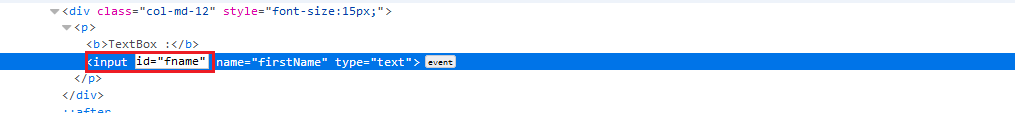 <div class="col-md-12" style="font-size:15px;">
<p>
<b>TextBox :</b>
<input id="fname" name="firstName" type="text"> event
</p>
</div>
::after